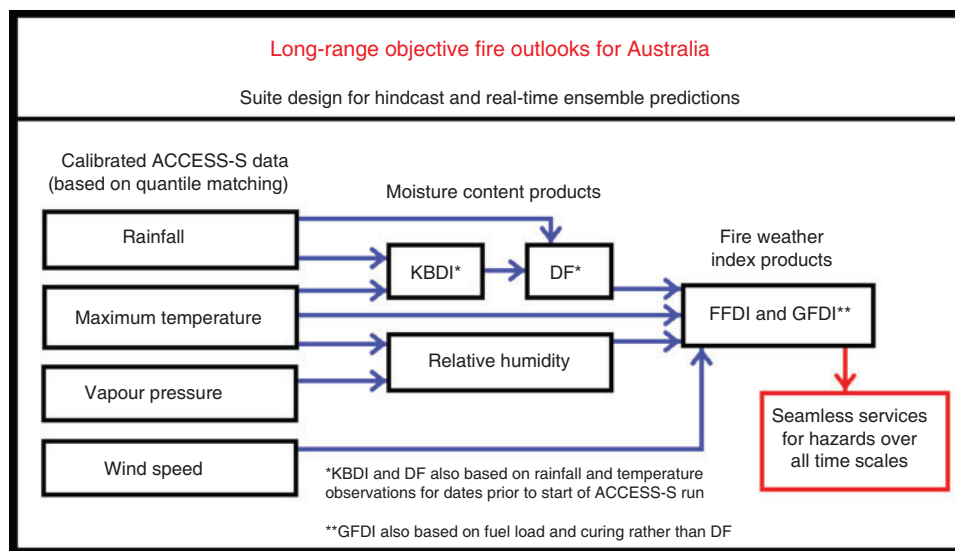 Long-range objective fire outlooks for Australia
Suite design for hindcast and real-time ensemble predictions
Calibrated ACCESS-S data
(based on quantile matching)
Moisture content products
Rainfall
Fire weather
index products
KBDI*
DF*
Maximum temperature
FFDI and GFDI**
Relative humidity
Vapour pressure
Seamless services
for hazards over
all time scales
Wind speed
*KBDI and DF also based on rainfall and temperature
observations for dates prior to start of ACCESS-S run
**GFDI also based on fuel load and curing rather than DF